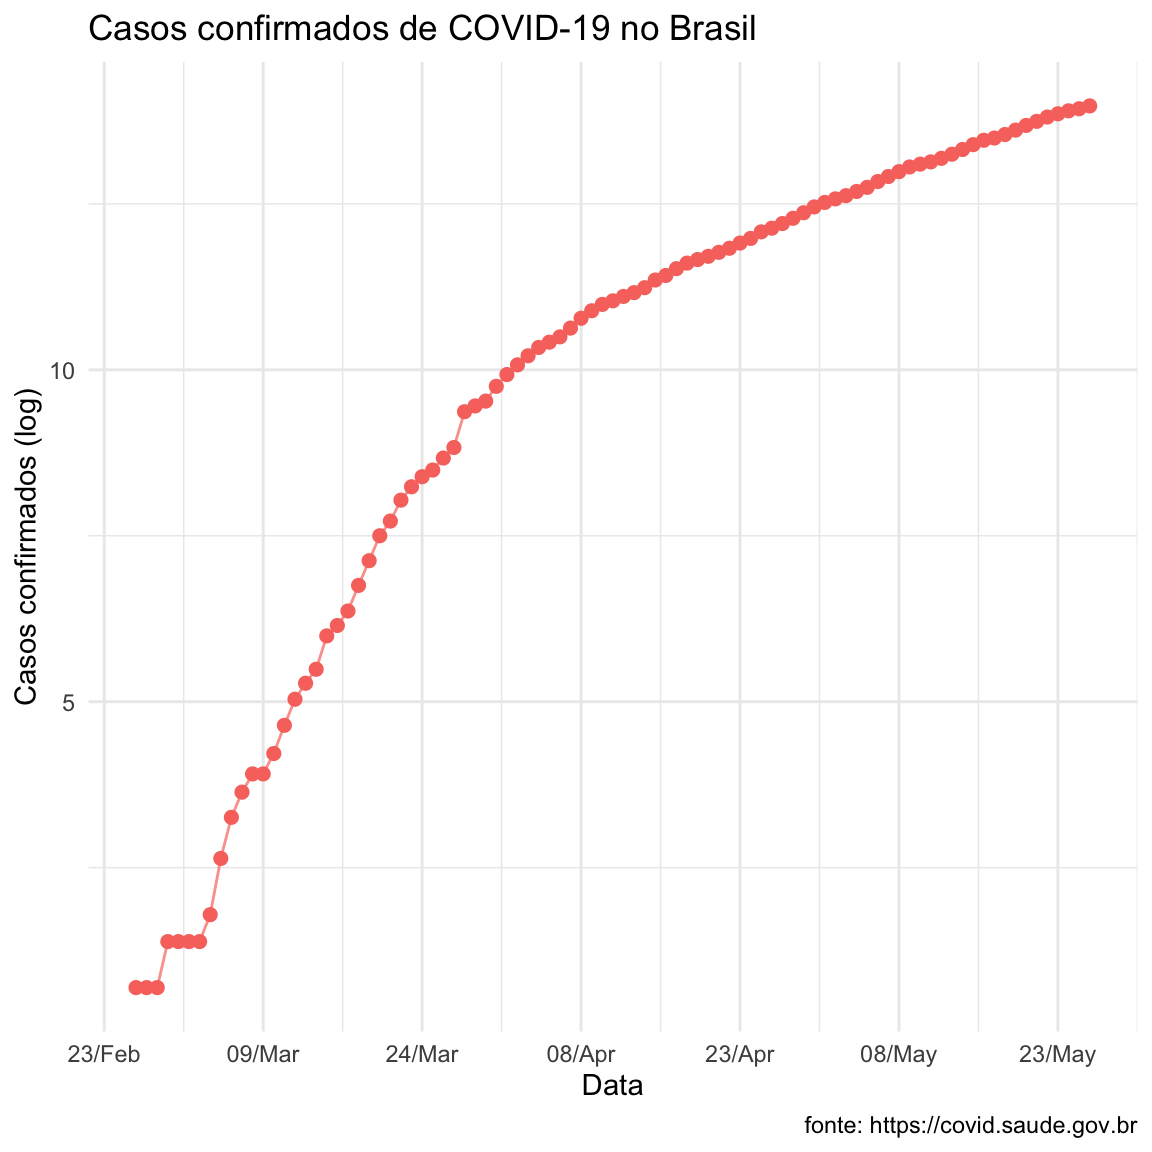 Casos confirmados de COVID-19 no Brasil
Casos confirmados (log)
10
5
23/Feb 09/Mar 24/Mar 08/Apr 23/Apr 08/May 23/May
Data
fonte: https://covid.saude.gov.br